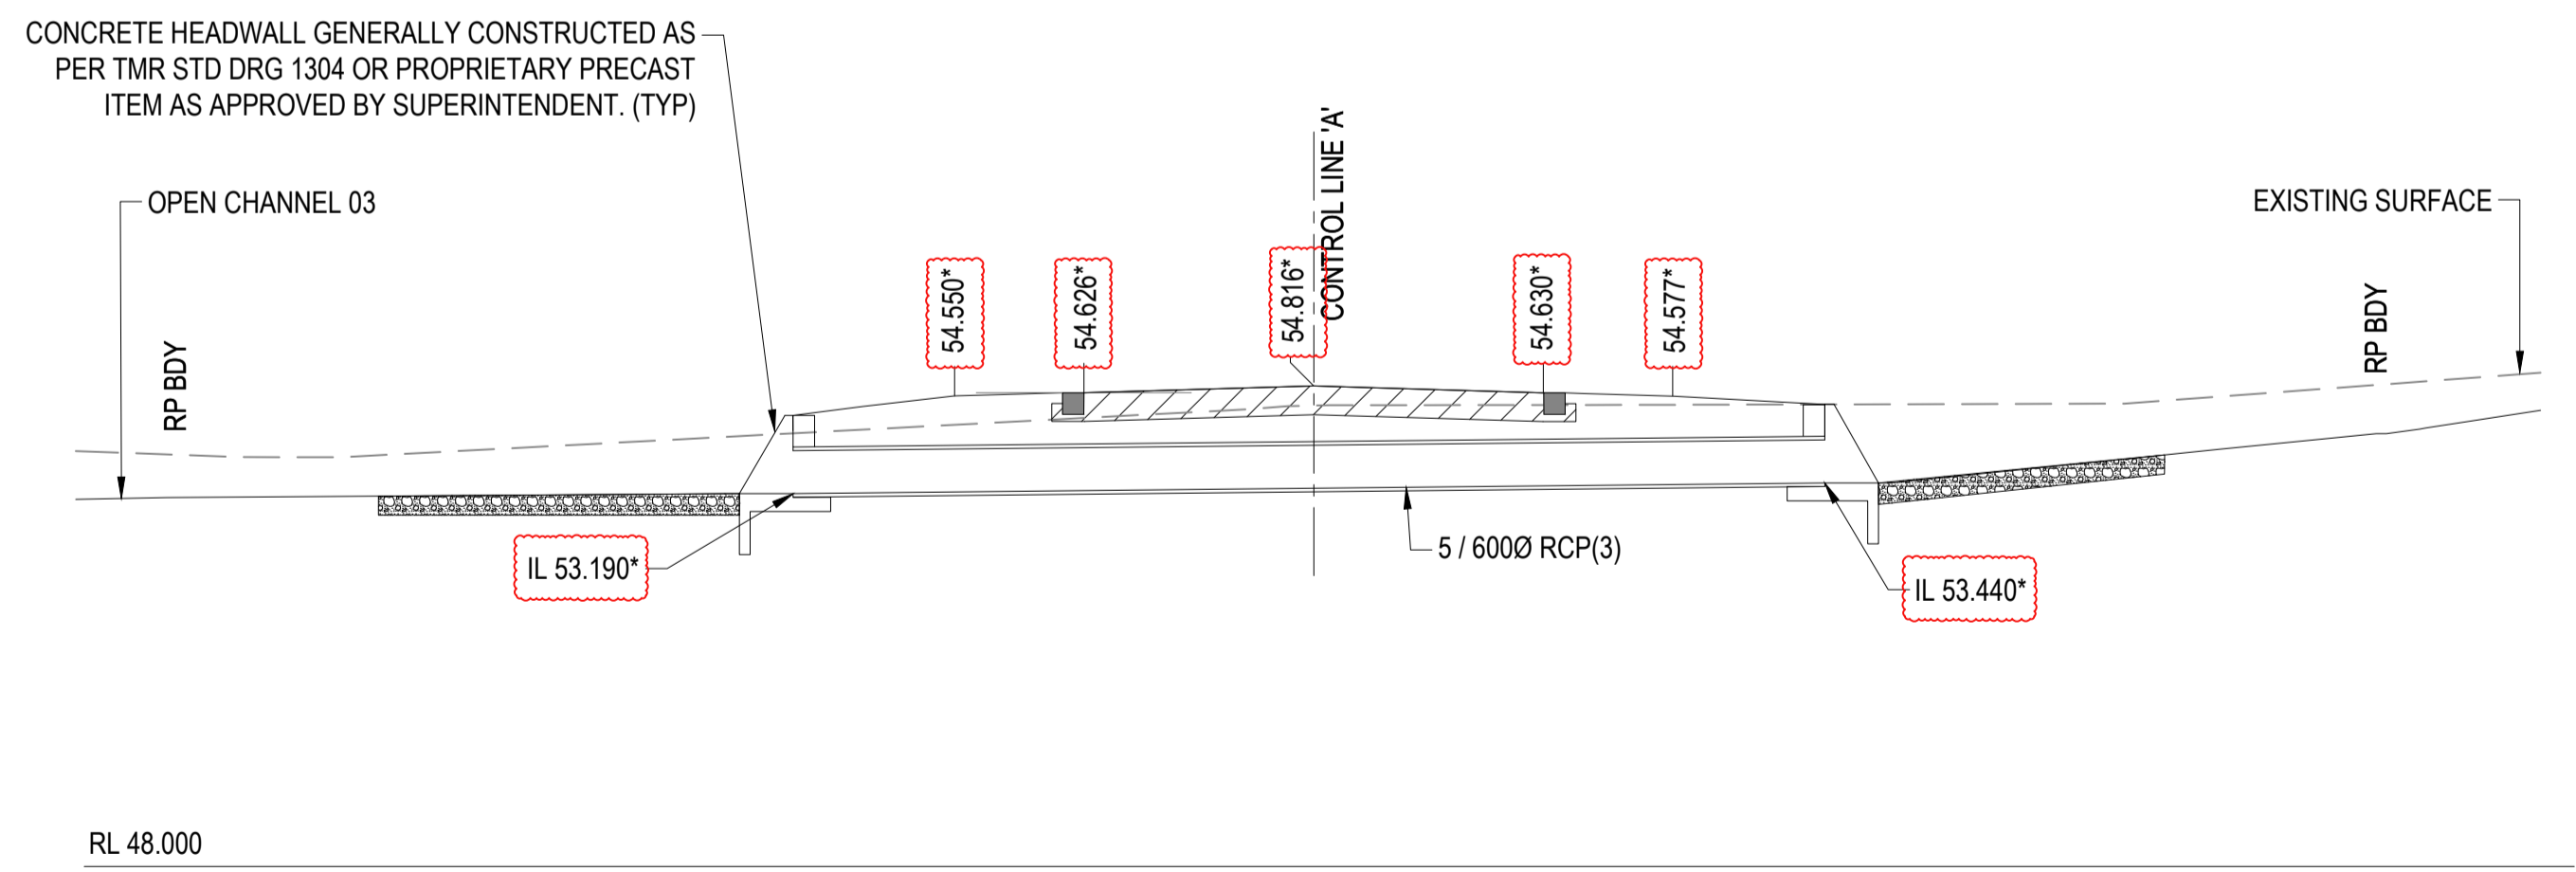 CONCRETE HEADWALL GENERALLY CONSTRUCTED AS
PER TMR STD DRG 1304 OR PROPRIETARY PRECAST
ITEM AS APPROVED BY SUPERINTENDENT. (TYP)
OPEN CHANNEL 03
RP BDY
54.550*
54.626*
54.816*
CONTROL LINE 'A'
54.630*
54.577*
EXISTING SURFACE
RP BDY
IL 53.190*
5 / 600Ø RCP(3)
IL 53.440*
RL 48.000